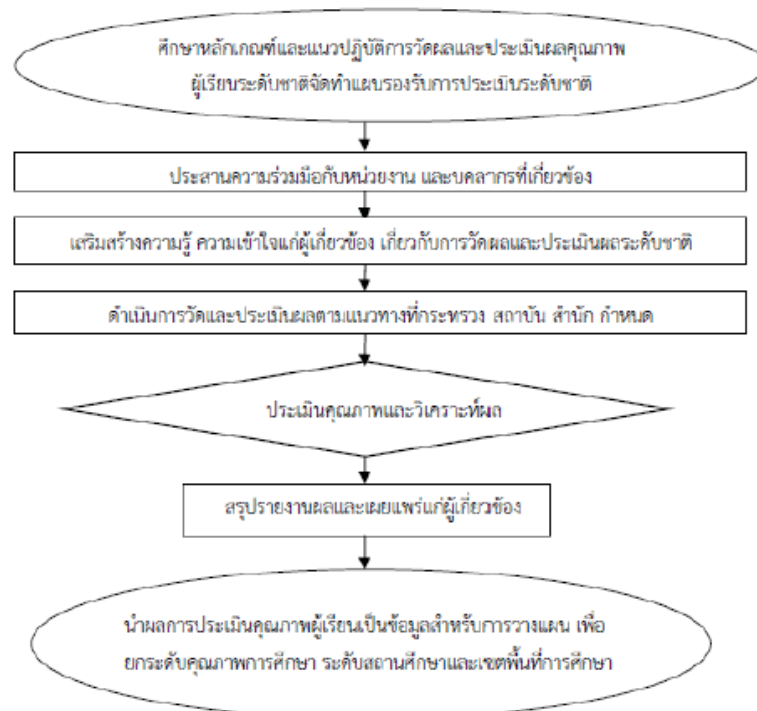 ศึกษาหลักเกณฑ์และแนวปฏิบัติการวัดผลและประเมินผลคุณภาพ
ผู้เรียนระดับชาติจัดทำแผนรองรับการประเมินระดับชาติ
ประสานความร่วมมือกับหน่วยงาน และบุคลากรที่เกี่ยวข้อง
เสริมสร้างความรู้ ความเข้าใจแก่ผู้เกี่ยวข้อง เกี่ยวกับการวัดผลและประเมินผลระดับชาติ
ดำเนินการวัดและประเมินผลตามแนวทางที่กระทรวง สถาบัน สำนัก กำหนด
ประเมินคุณภาพและวิเคราะห์ผล
สรุปรายงานผลและเผยแพร่แก่ผู้เกี่ยวข้อง
นำผลการประเมินคุณภาพผู้เรียนเป็นข้อมูลสำหรับการวางแผน เพื่อ
ยกระดับคุณภาพการศึกษา ระดับสถานศึกษาและเขตพื้นที่การศึกษา